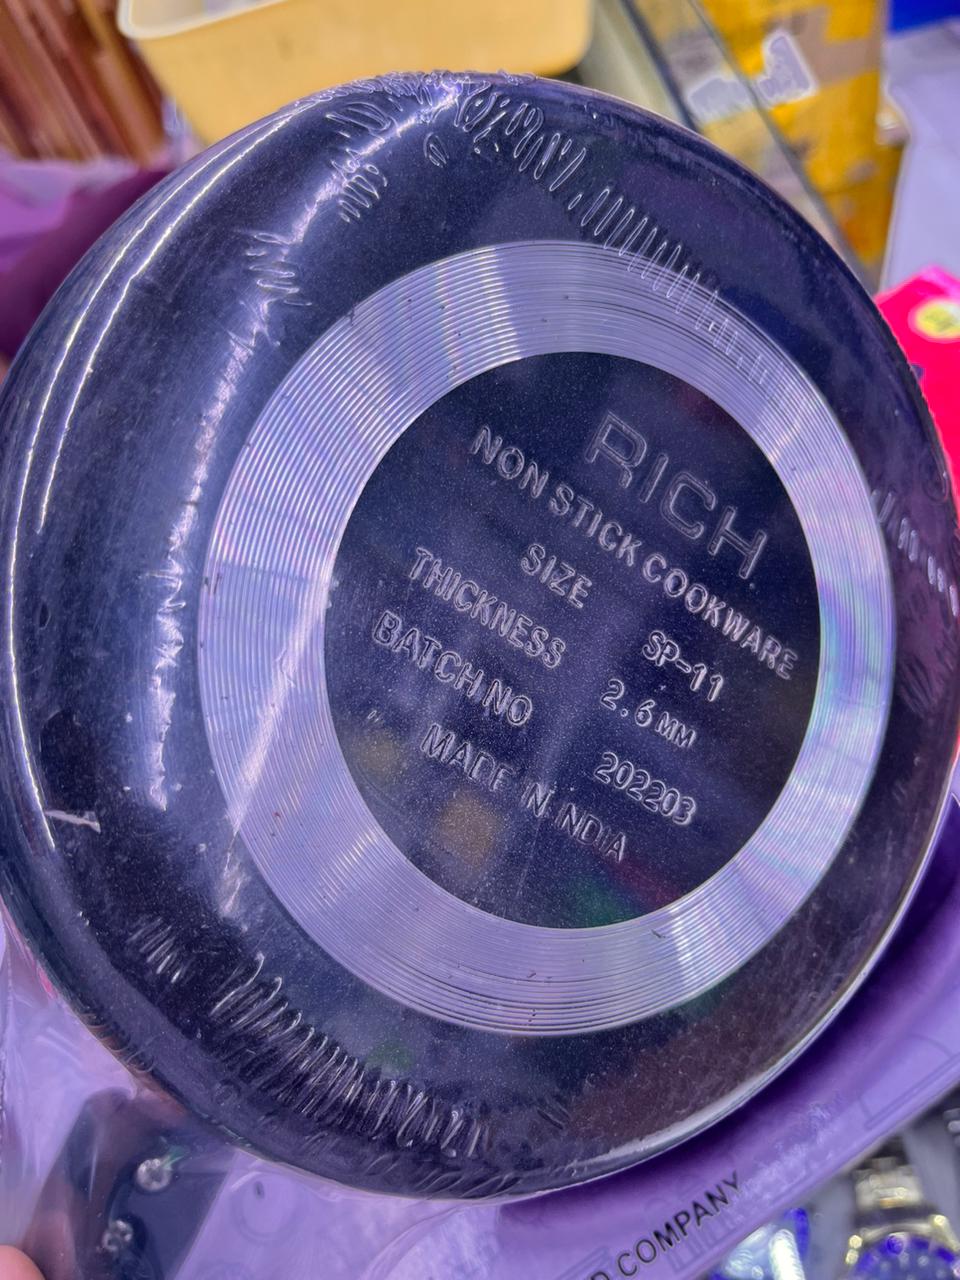 RICH
NON STICK COOKWARE
SIZE SP-11
THICKNESS 2.6 MM
BATCH NO 202203
MADE IN INDIA
COMPANY